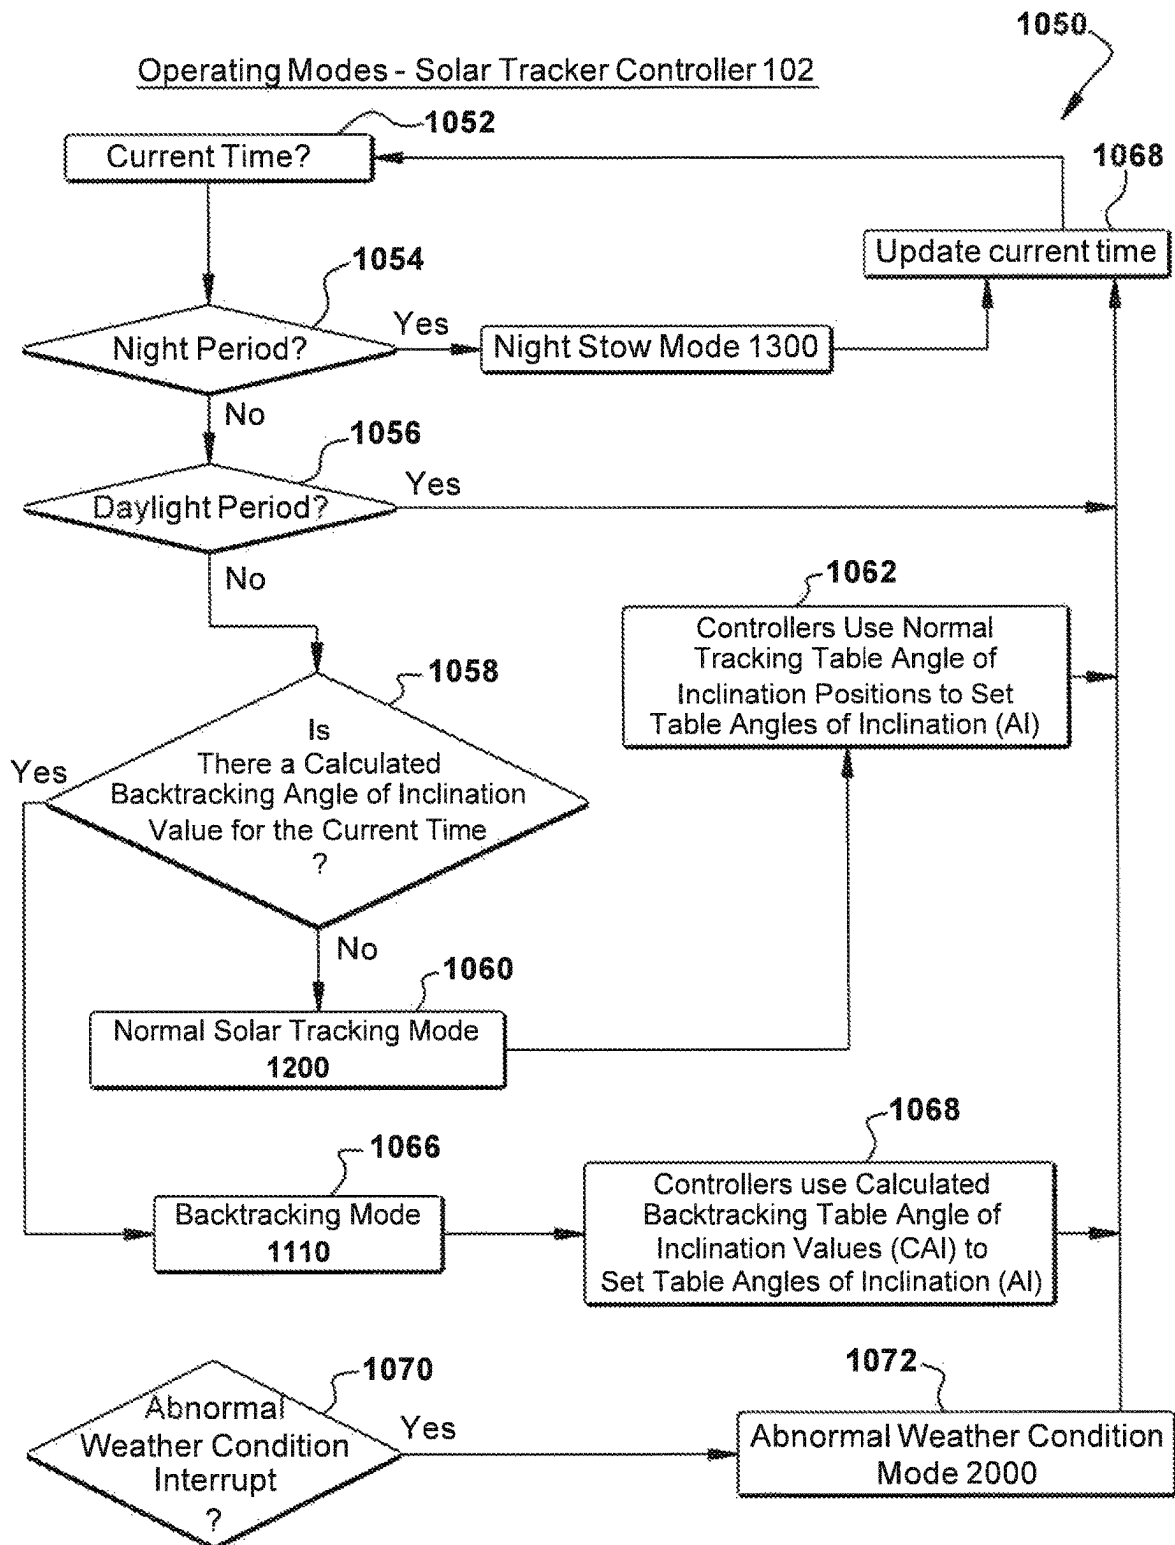 1050
Operating Modes - Solar Tracker Controller 102
1052
Current Time?
1068
Update current time
1054
Night Period?
Yes
Night Stow Mode 1300
No
1056
Daylight Period?
Yes
No
1062
Controllers Use Normal
Tracking Table Angle of
Inclination Positions to Set
Table Angles of Inclination (AI)
1058
Is
There a Calculated
Backtracking Angle of Inclination
Value for the Current Time
?
Yes
No
1060
Normal Solar Tracking Mode
1200
1066
Backtracking Mode
1110
1068
Controllers use Calculated
Backtracking Table Angle of
Inclination Values (CAI) to
Set Table Angles of Inclination (AI)
1070
Abnormal
Weather Condition
Interrupt
?
Yes
1072
Abnormal Weather Condition
Mode 2000